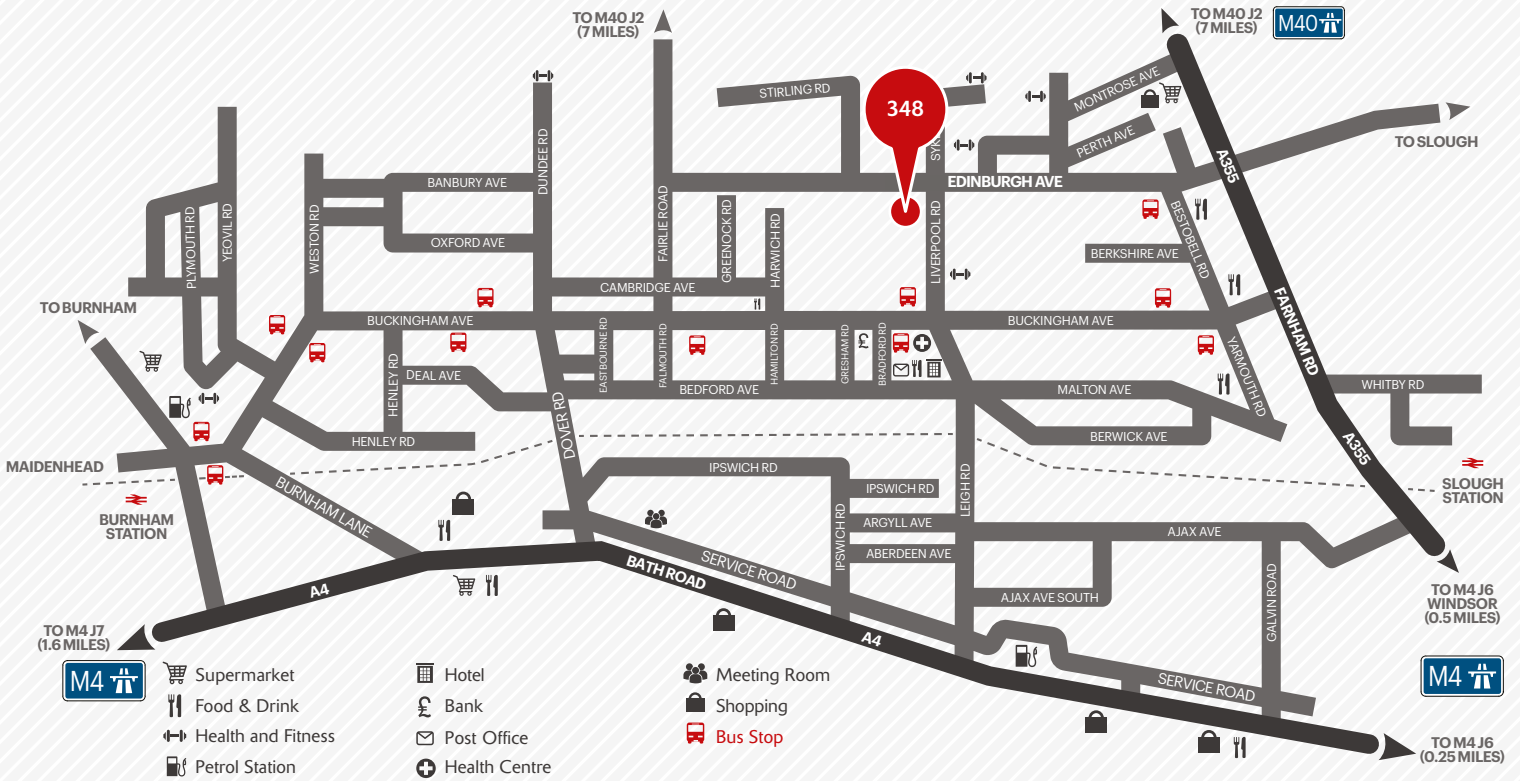 TO M40 J2
(7 MILES)
TO M40 J2
(7 MILES)
M40
STIRLING RD
348
MONTROSE AVE
PERTH AVE
A355
TO SLOUGH
DUNDEE RD
BANBURY AVE
EDINBURGH AVE
PLYMOUTH RD
YEOVIL RD
WESTON RD
OXFORD AVE
FAIRLIE ROAD
GREENOCK RD
HARWICH RD
LIVERPOOL RD
BESTOBELL RD
BERKSHIRE AVE
CAMBRIDGE AVE
TO BURNHAM
BUCKINGHAM AVE
BUCKINGHAM AVE
FARNHAM RD
EASTBOURNE RD
FALMOUTH RD
HAMILTON RD
GRESHAM RD
£
BRADFORD RD
YARMOUTH RD
HENLEY RD
DEAL AVE
BEDFORD AVE
MALTON AVE
WHITBY RD
DOVER RD
HENLEY RD
BERWICK AVE
A355
MAIDENHEAD
IPSWICH RD
IPSWICH RD
LEIGH RD
SLOUGH
STATION
BURNHAM
STATION
BURNHAM LANE
IPSWICH RD
ARGYLL AVE
AJAX AVE
ABERDEEN AVE
SERVICE ROAD
BATH ROAD
A4
AJAX AVE SOUTH
GALVIN ROAD
TO M4 J6
WINDSOR
(0.5 MILES)
TO M4 J7
(1.6 MILES)
A4
M4
M4
SERVICE ROAD
TO M4 J6
(0.25 MILES)
Supermarket
Food & Drink
Health and Fitness
Petrol Station
Hotel
£ Bank
Post Office
Health Centre
Meeting Room
Shopping
Bus Stop